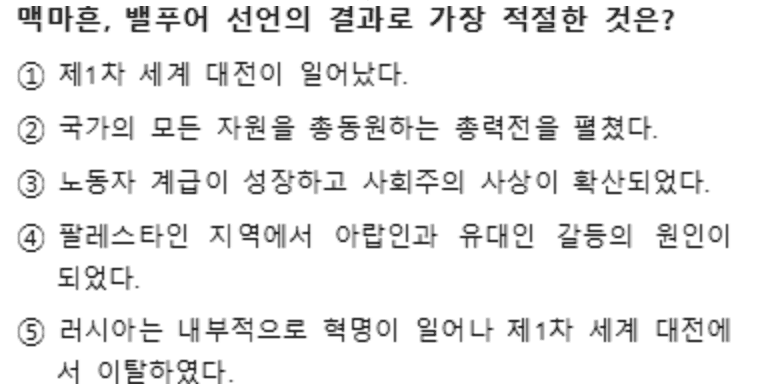 맥마흔, 밸푸어 선언의 결과로 가장 적절한 것은?
① 제1차 세계 대전이 일어났다.
② 국가의 모든 자원을 총동원하는 총력전을 펼쳤다.
③ 노동자 계급이 성장하고 사회주의 사상이 확산되었다.
④ 팔레스타인 지역에서 아랍인과 유대인 갈등의 원인이
되었다.
⑤ 러시아는 내부적으로 혁명이 일어나 제1차 세계 대전에
서 이탈하였다.